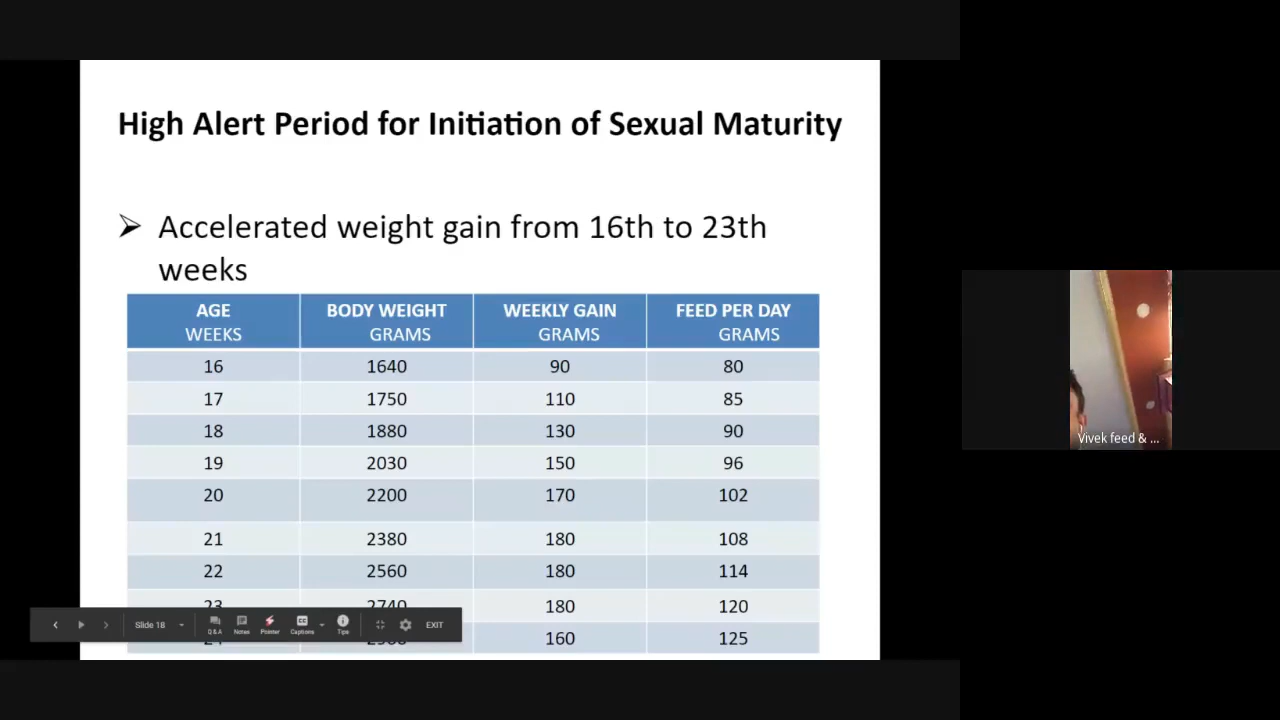 High Alert Period for Initiation of Sexual Maturity
➢ Accelerated weight gain from 16th to 23th
weeks
AGE BODY WEIGHT WEEKLY GAIN FEED PER DAY
WEEKS GRAMS GRAMS GRAMS
16 1640 90 80
17 1750 110 85
18 1880 130 90
19 2030 150 96
20 2200 170 102
21 2380 180 108
22 2560 180 114
23 2740 180 120
160 125
Slide 18 Q & A Notes Pointer Captions Tips EXIT
Vivek feed & ...